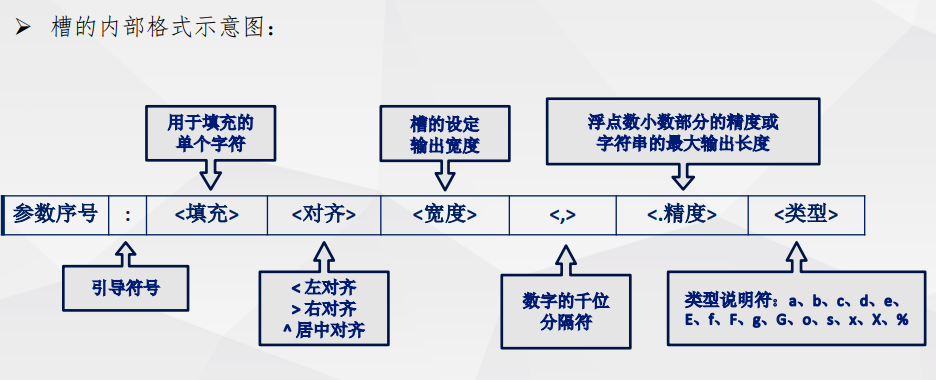 ➢ 槽的内部格式示意图：
用于填充的
单个字符
槽的设定
输出宽度
浮点数小数部分的精度或
字符串的最大输出长度
参数序号 : <填充> <对齐> <宽度> <,> <.精度> <类型>
引导符号
< 左对齐
> 右对齐
^ 居中对齐
数字的千位
分隔符
类型说明符：a、b、c、d、e、
E、f、F、g、G、o、s、x、X、%